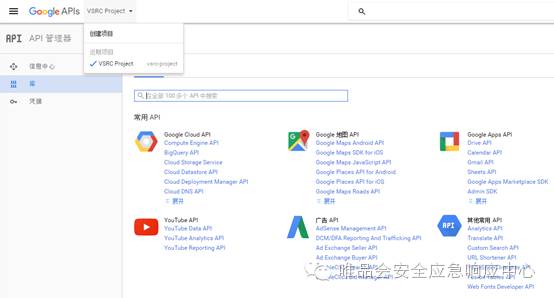 Google APIs VSRC Project
API API 管理器
创建项目
近期项目
VSRC Project vsrc-project
信息中心
库
凭据
在全部 100 多个 API 中搜索
常用 API
Google Cloud API
Compute Engine API
BigQuery API
Cloud Storage Service
Cloud Datastore API
Cloud Deployment Manager API
Cloud DNS API
展开
Google 地图 API
Google Maps Android API
Google Maps SDK for iOS
Google Maps JavaScript API
Google Places API for Android
Google Places API for iOS
Google Maps Roads API
展开
Google Apps API
Drive API
Calendar API
Gmail API
Sheets API
Google Apps Marketplace SDK
Admin SDK
展开
YouTube API
YouTube Data API
YouTube Analytics API
YouTube Reporting API
广告 API
AdSense Management API
DCM/DFA Reporting And Trafficking API
Ad Exchange Seller API
Ad Exchange Buyer API
其他常用 API
API
Analytics API
Translate API
Custom Search API
URL Shortener API
Web Fonts Developer API
唯品会安全应急响应中心